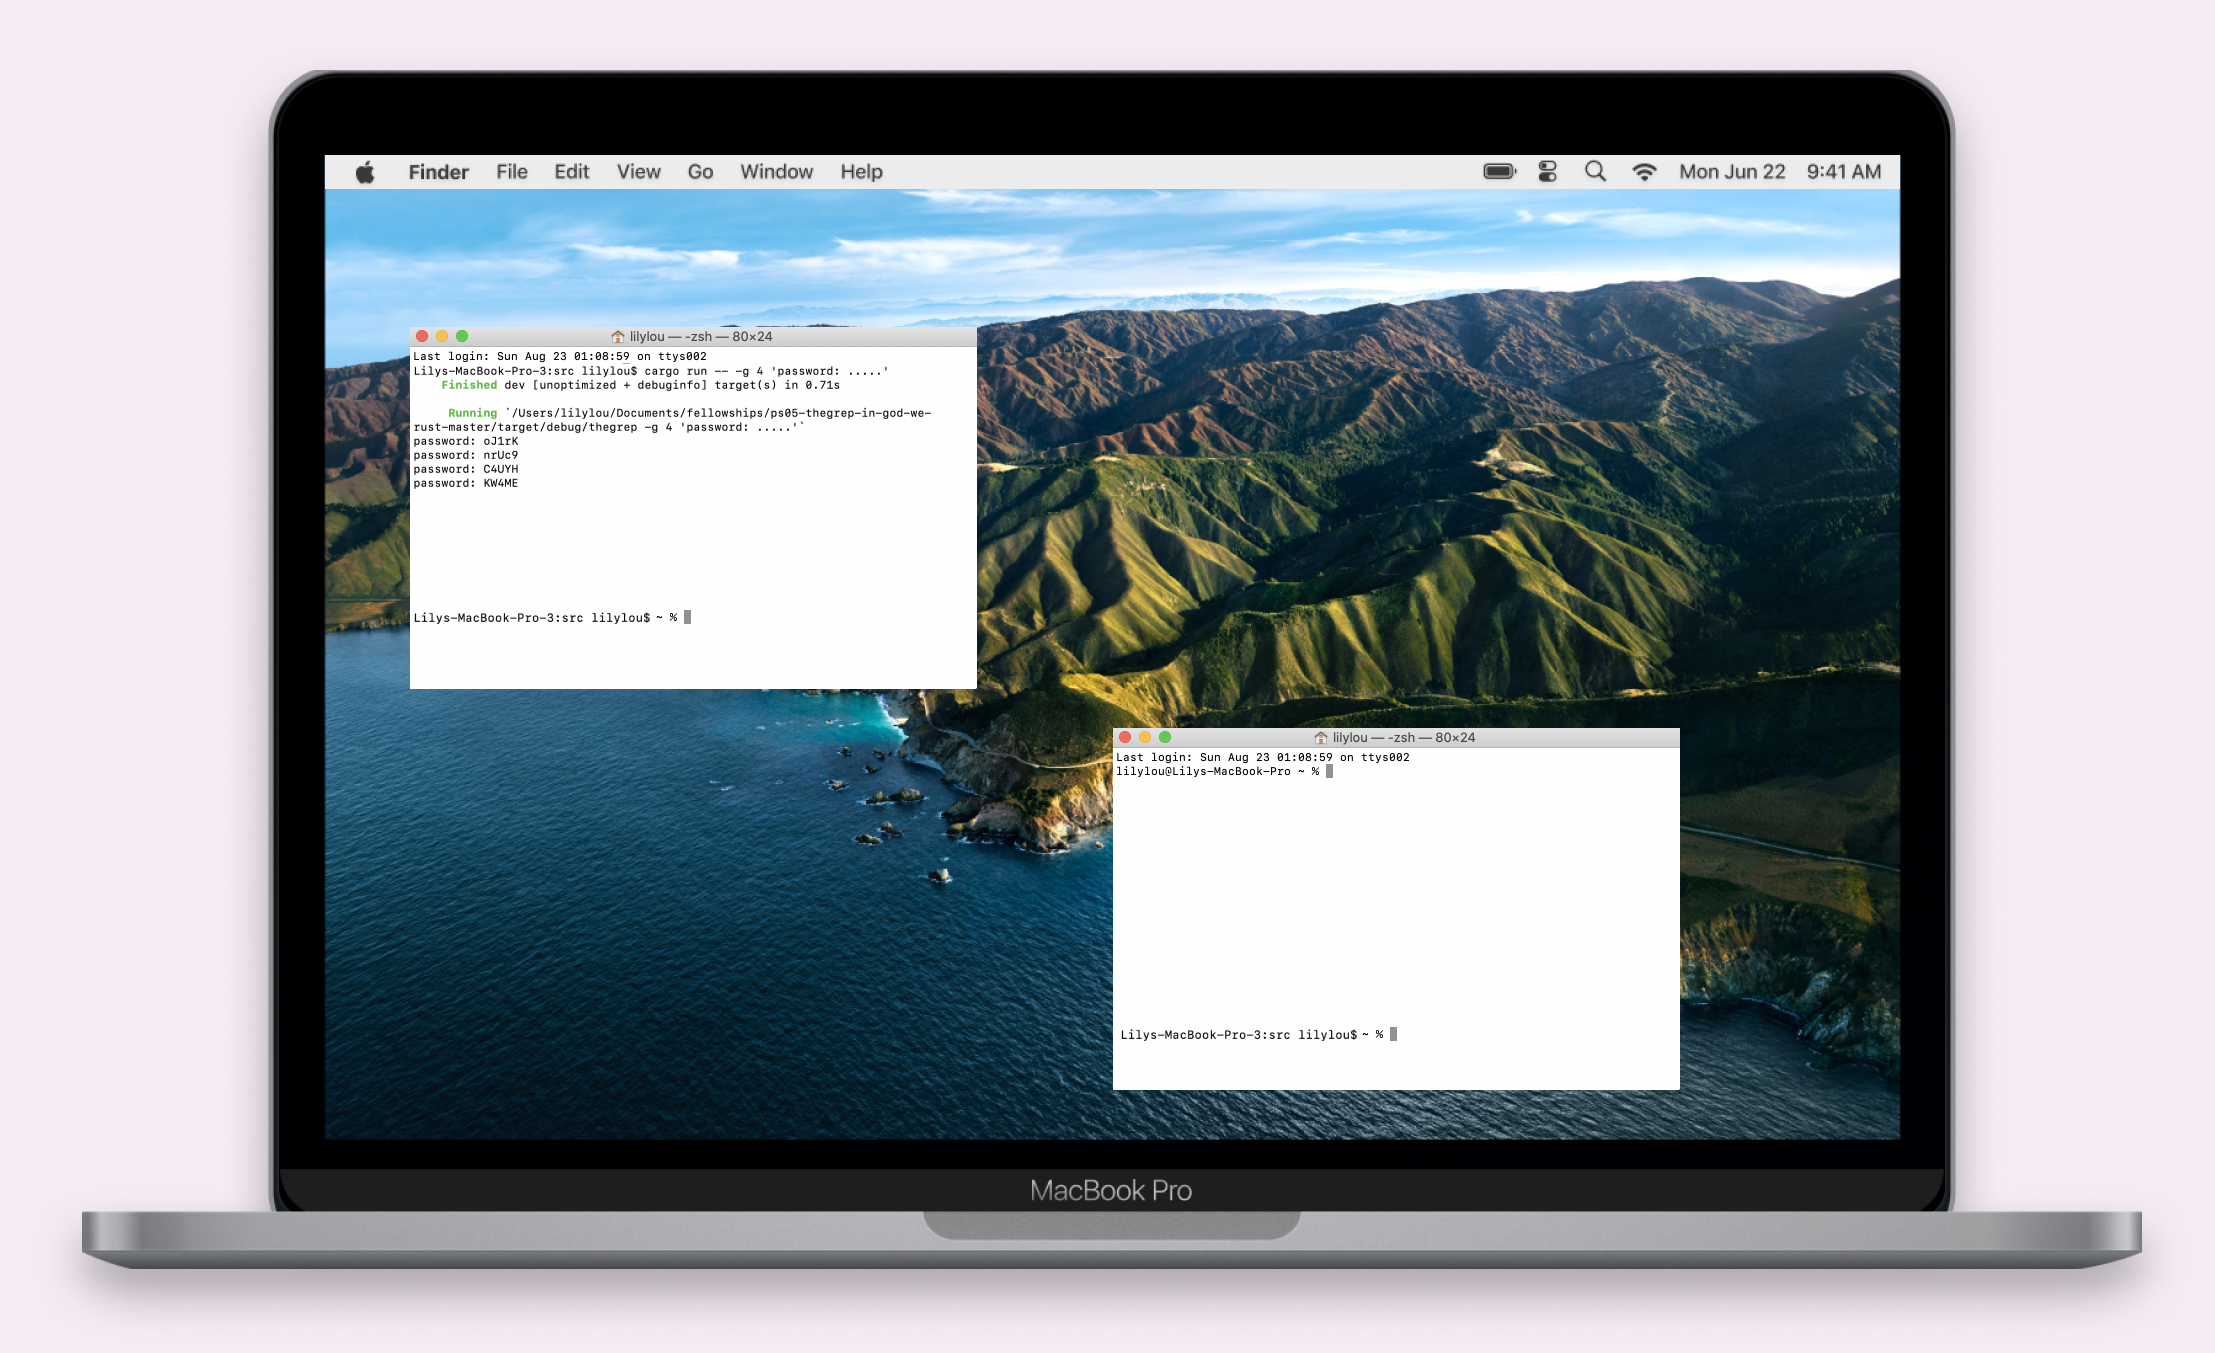 Finder File Edit View Go Window Help Mon Jun 22 9:41 AM
lilylou — -zsh — 80×24
Last login: Sun Aug 23 01:08:59 on ttys002
Lilys-MacBook-Pro-3:src lilylou$ cargo run -- -g 4 'password: .....'
Finished dev [unoptimized + debuginfo] target(s) in 0.71s
Running `/Users/lilylou/Documents/fellowships/ps05-thegrep-in-god-we-
rust-master/target/debug/thegrep -g 4 'password: .....'`
password: oJ1rK
password: nrUc9
password: C4UYH
password: KW4ME
Lilys-MacBook-Pro-3:src lilylou$ ~ %
lilylou — -zsh — 80×24
Last login: Sun Aug 23 01:08:59 on ttys002
lilylou@Lilys-MacBook-Pro ~ %
Lilys-MacBook-Pro-3:src lilylou$ ~ %
MacBook Pro